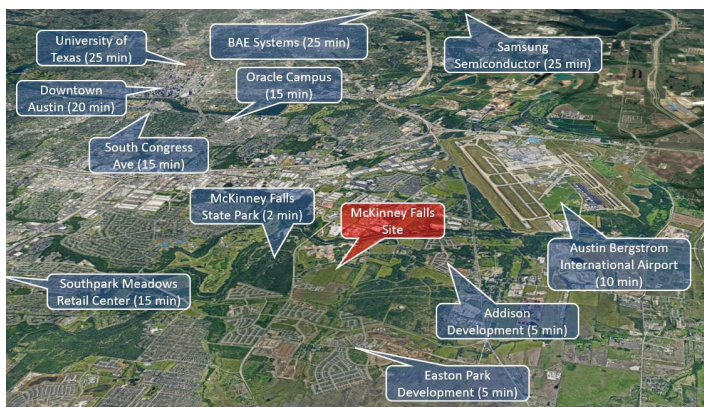 University of
Texas (25 min)
BAE Systems (25 min)
Samsung
Semiconductor (25 min)
Downtown
Austin (20 min)
Oracle Campus
(15 min)
South Congress
Ave (15 min)
McKinney Falls
State Park (2 min)
McKinney Falls
Site
Austin Bergstrom
International Airport
(10 min)
Southpark Meadows
Retail Center (15 min)
Addison
Development (5 min)
Easton Park
Development (5 min)